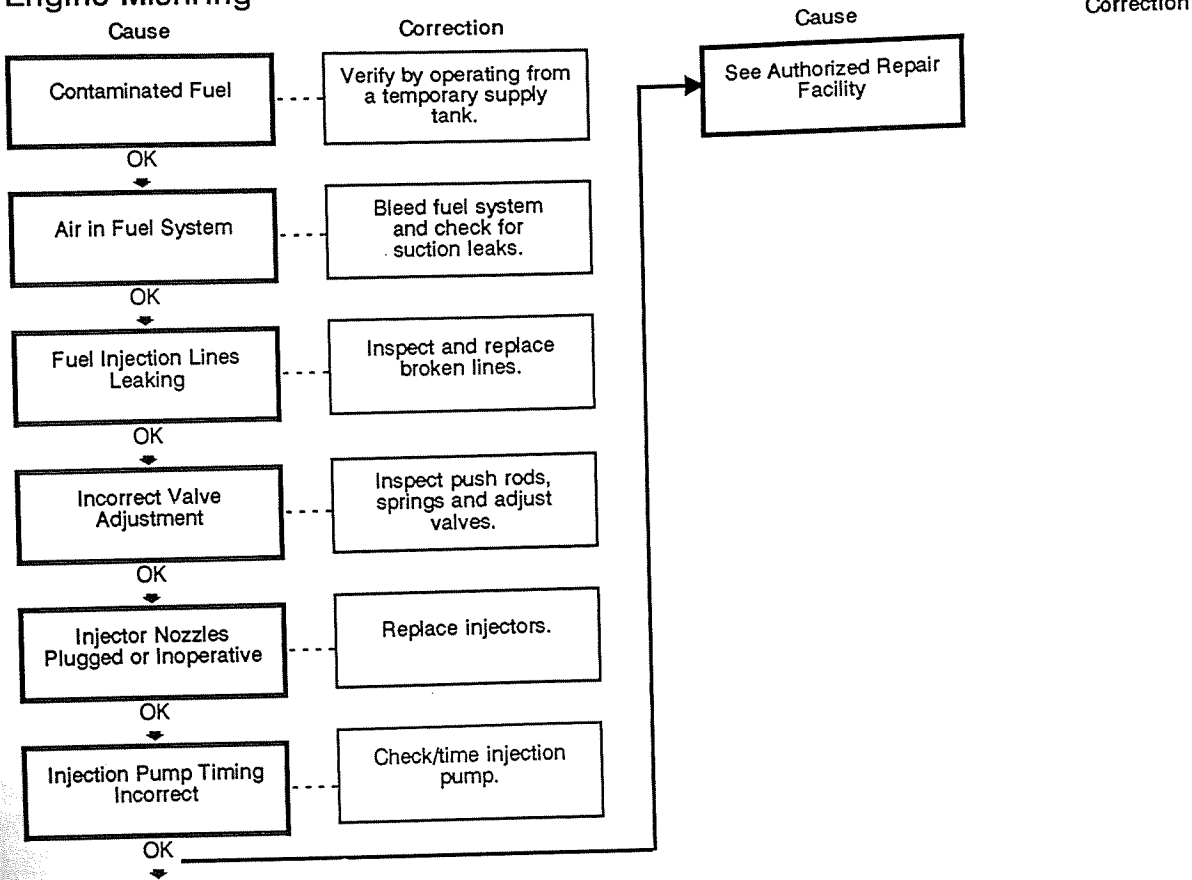 Engine Misfiring
Cause
Correction
Contaminated Fuel
Verify by operating from
a temporary supply
tank.
OK
Air in Fuel System
Bleed fuel system
and check for
suction leaks.
OK
Fuel Injection Lines
Leaking
Inspect and replace
broken lines.
OK
Incorrect Valve
Adjustment
Inspect push rods,
springs and adjust
valves.
OK
Injector Nozzles
Plugged or Inoperative
Replace injectors.
OK
Injection Pump Timing
Incorrect
Check/time injection
pump.
OK
Cause
Correction
See Authorized Repair
Facility